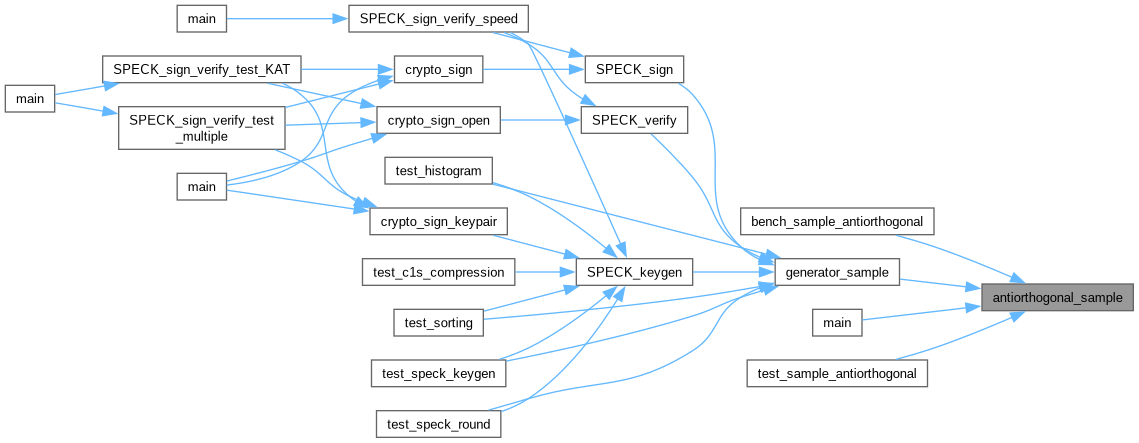 main
SPECK_sign_verify_speed
SPECK_sign_verify_test_KAT
crypto_sign
SPECK_sign
main
SPECK_sign_verify_test
_multiple
crypto_sign_open
SPECK_verify
test_histogram
main
crypto_sign_keypair
bench_sample_antiorthogonal
test_c1s_compression
SPECK_keygen
generator_sample
antiorthogonal_sample
test_sorting
main
test_speck_keygen
test_sample_antiorthogonal
test_speck_round